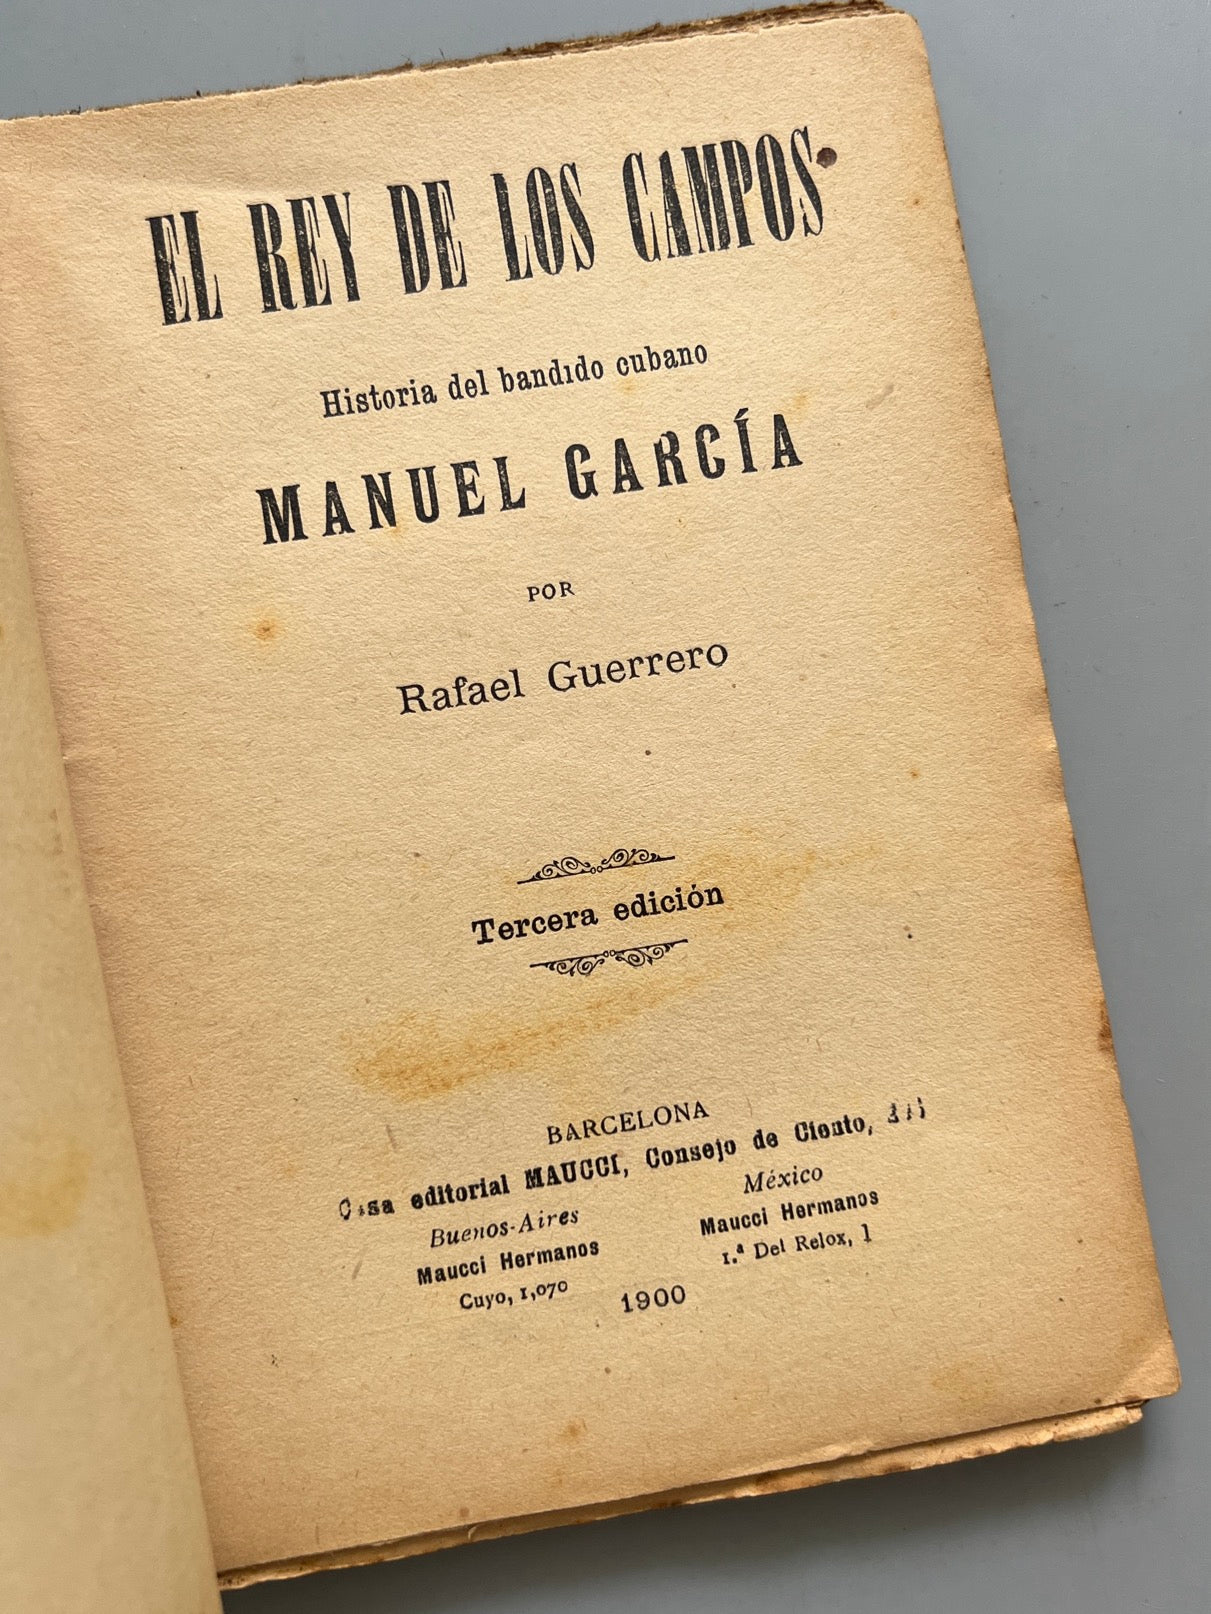 EL REY DE LOS CAMPOS
Historia del bandido cubano
MANUEL GARCÍA
POR
Rafael Guerrero
Tercera edición
BARCELONA
Casa editorial MAUCCI, Consejo de Ciento,
Buenos-Aires
Maucci Hermanos
Cuyo, 1,070
México
Maucci Hermanos
1.ª Del Relox, 1
1900